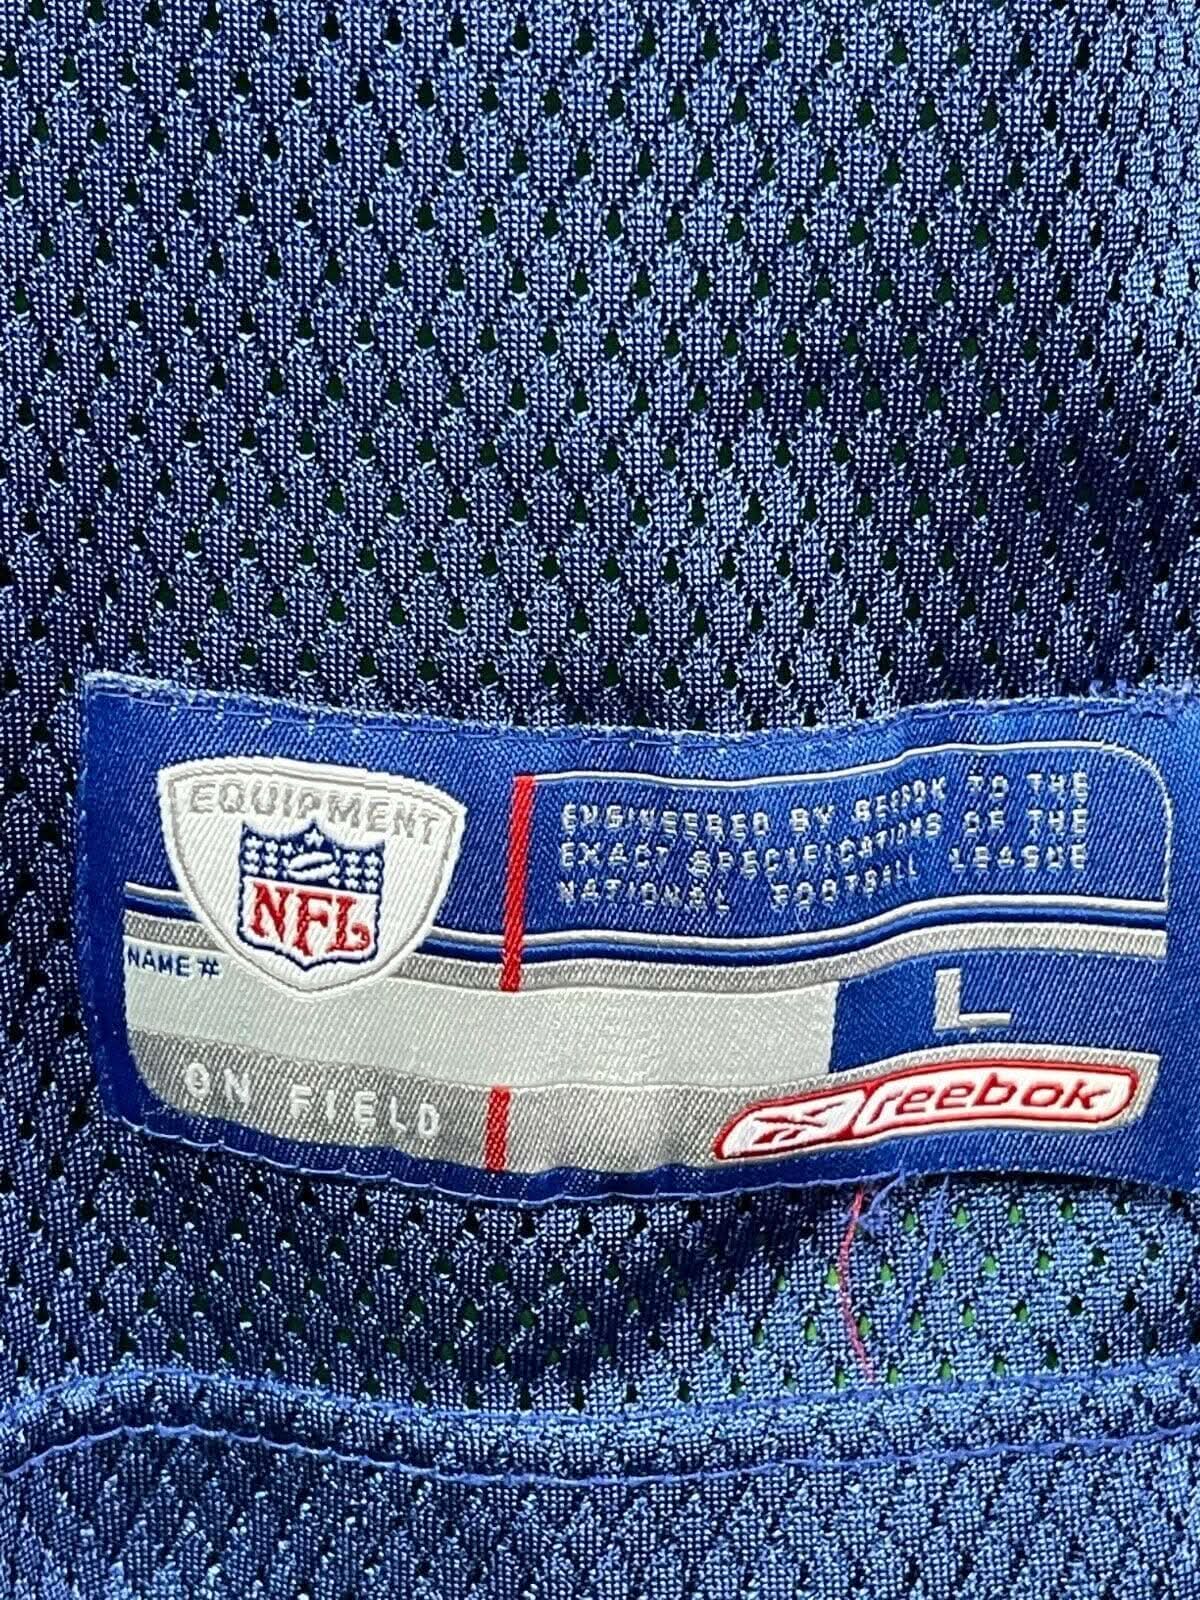 EQUIPMENT
NFL
ENGINEERED BY REEBOK TO THE
EXACT SPECIFICATIONS OF THE
NATIONAL FOOTBALL LEAGUE
NAME #
L
ON FIELD
Reebok